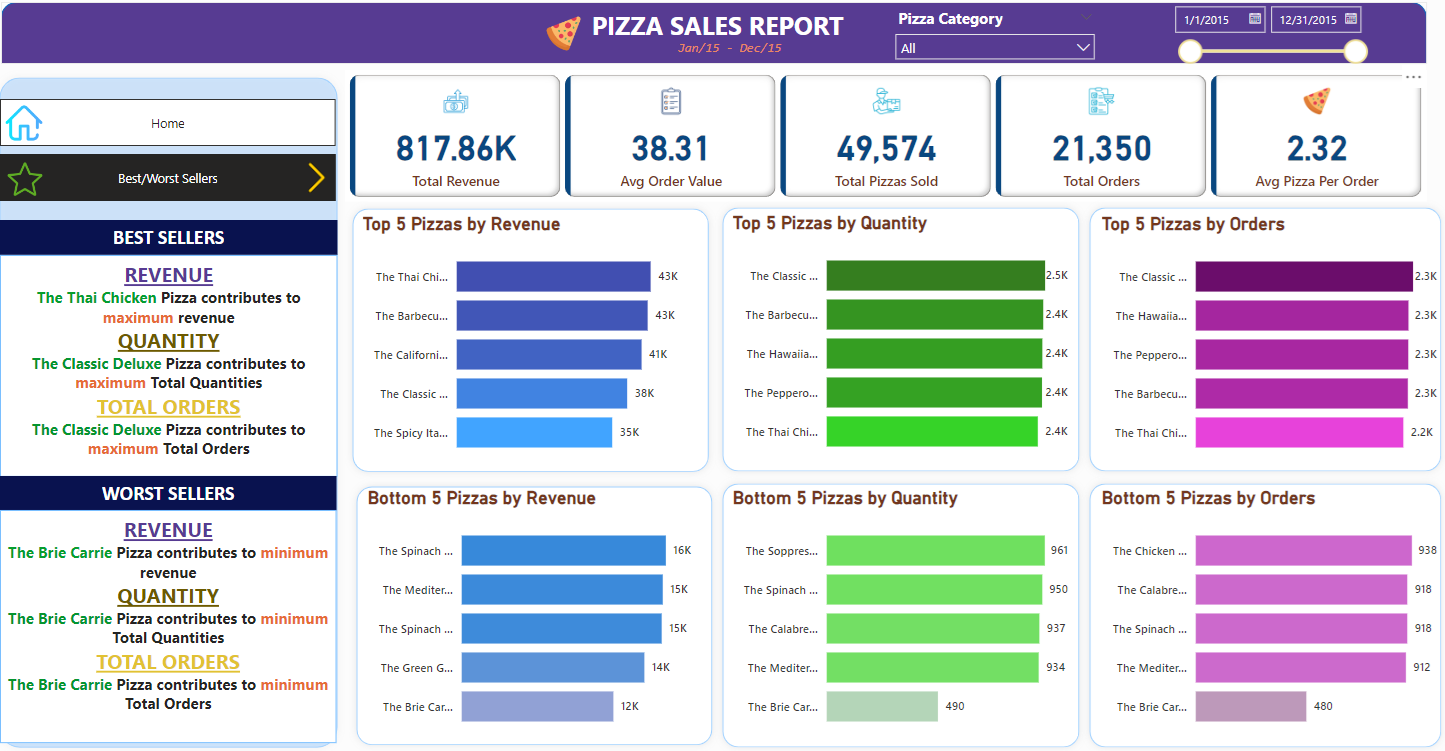 PIZZA SALES REPORT
Jan/15 - Dec/15
Pizza Category
All
1/1/2015
12/31/2015
Home
Best/Worst Sellers
BEST SELLERS
REVENUE
The Thai Chicken Pizza contributes to
maximum revenue
QUANTITY
The Classic Deluxe Pizza contributes to
maximum Total Quantities
TOTAL ORDERS
The Classic Deluxe Pizza contributes to
maximum Total Orders
WORST SELLERS
REVENUE
The Brie Carrie Pizza contributes to minimum
revenue
QUANTITY
The Brie Carrie Pizza contributes to minimum
Total Quantities
TOTAL ORDERS
The Brie Carrie Pizza contributes to minimum
Total Orders
817.86K
Total Revenue
38.31
Avg Order Value
49,574
Total Pizzas Sold
21,350
Total Orders
2.32
Avg Pizza Per Order
Top 5 Pizzas by Revenue
The Thai Chi... 43K
The Barbecu... 43K
The Californi... 41K
The Classic ... 38K
The Spicy Ita... 35K
Top 5 Pizzas by Quantity
The Classic ... 2.5K
The Barbecu... 2.4K
The Hawaiia... 2.4K
The Peppero... 2.4K
The Thai Chi... 2.4K
Top 5 Pizzas by Orders
The Classic ... 2.3K
The Hawaiia... 2.3K
The Peppero... 2.3K
The Barbecu... 2.3K
The Thai Chi... 2.2K
Bottom 5 Pizzas by Revenue
The Spinach ... 16K
The Mediter... 15K
The Spinach ... 15K
The Green G... 14K
The Brie Car... 12K
Bottom 5 Pizzas by Quantity
The Soppres... 961
The Spinach ... 950
The Calabre... 937
The Mediter... 934
The Brie Car... 490
Bottom 5 Pizzas by Orders
The Chicken ... 938
The Calabre... 918
The Spinach ... 918
The Mediter... 912
The Brie Car... 480